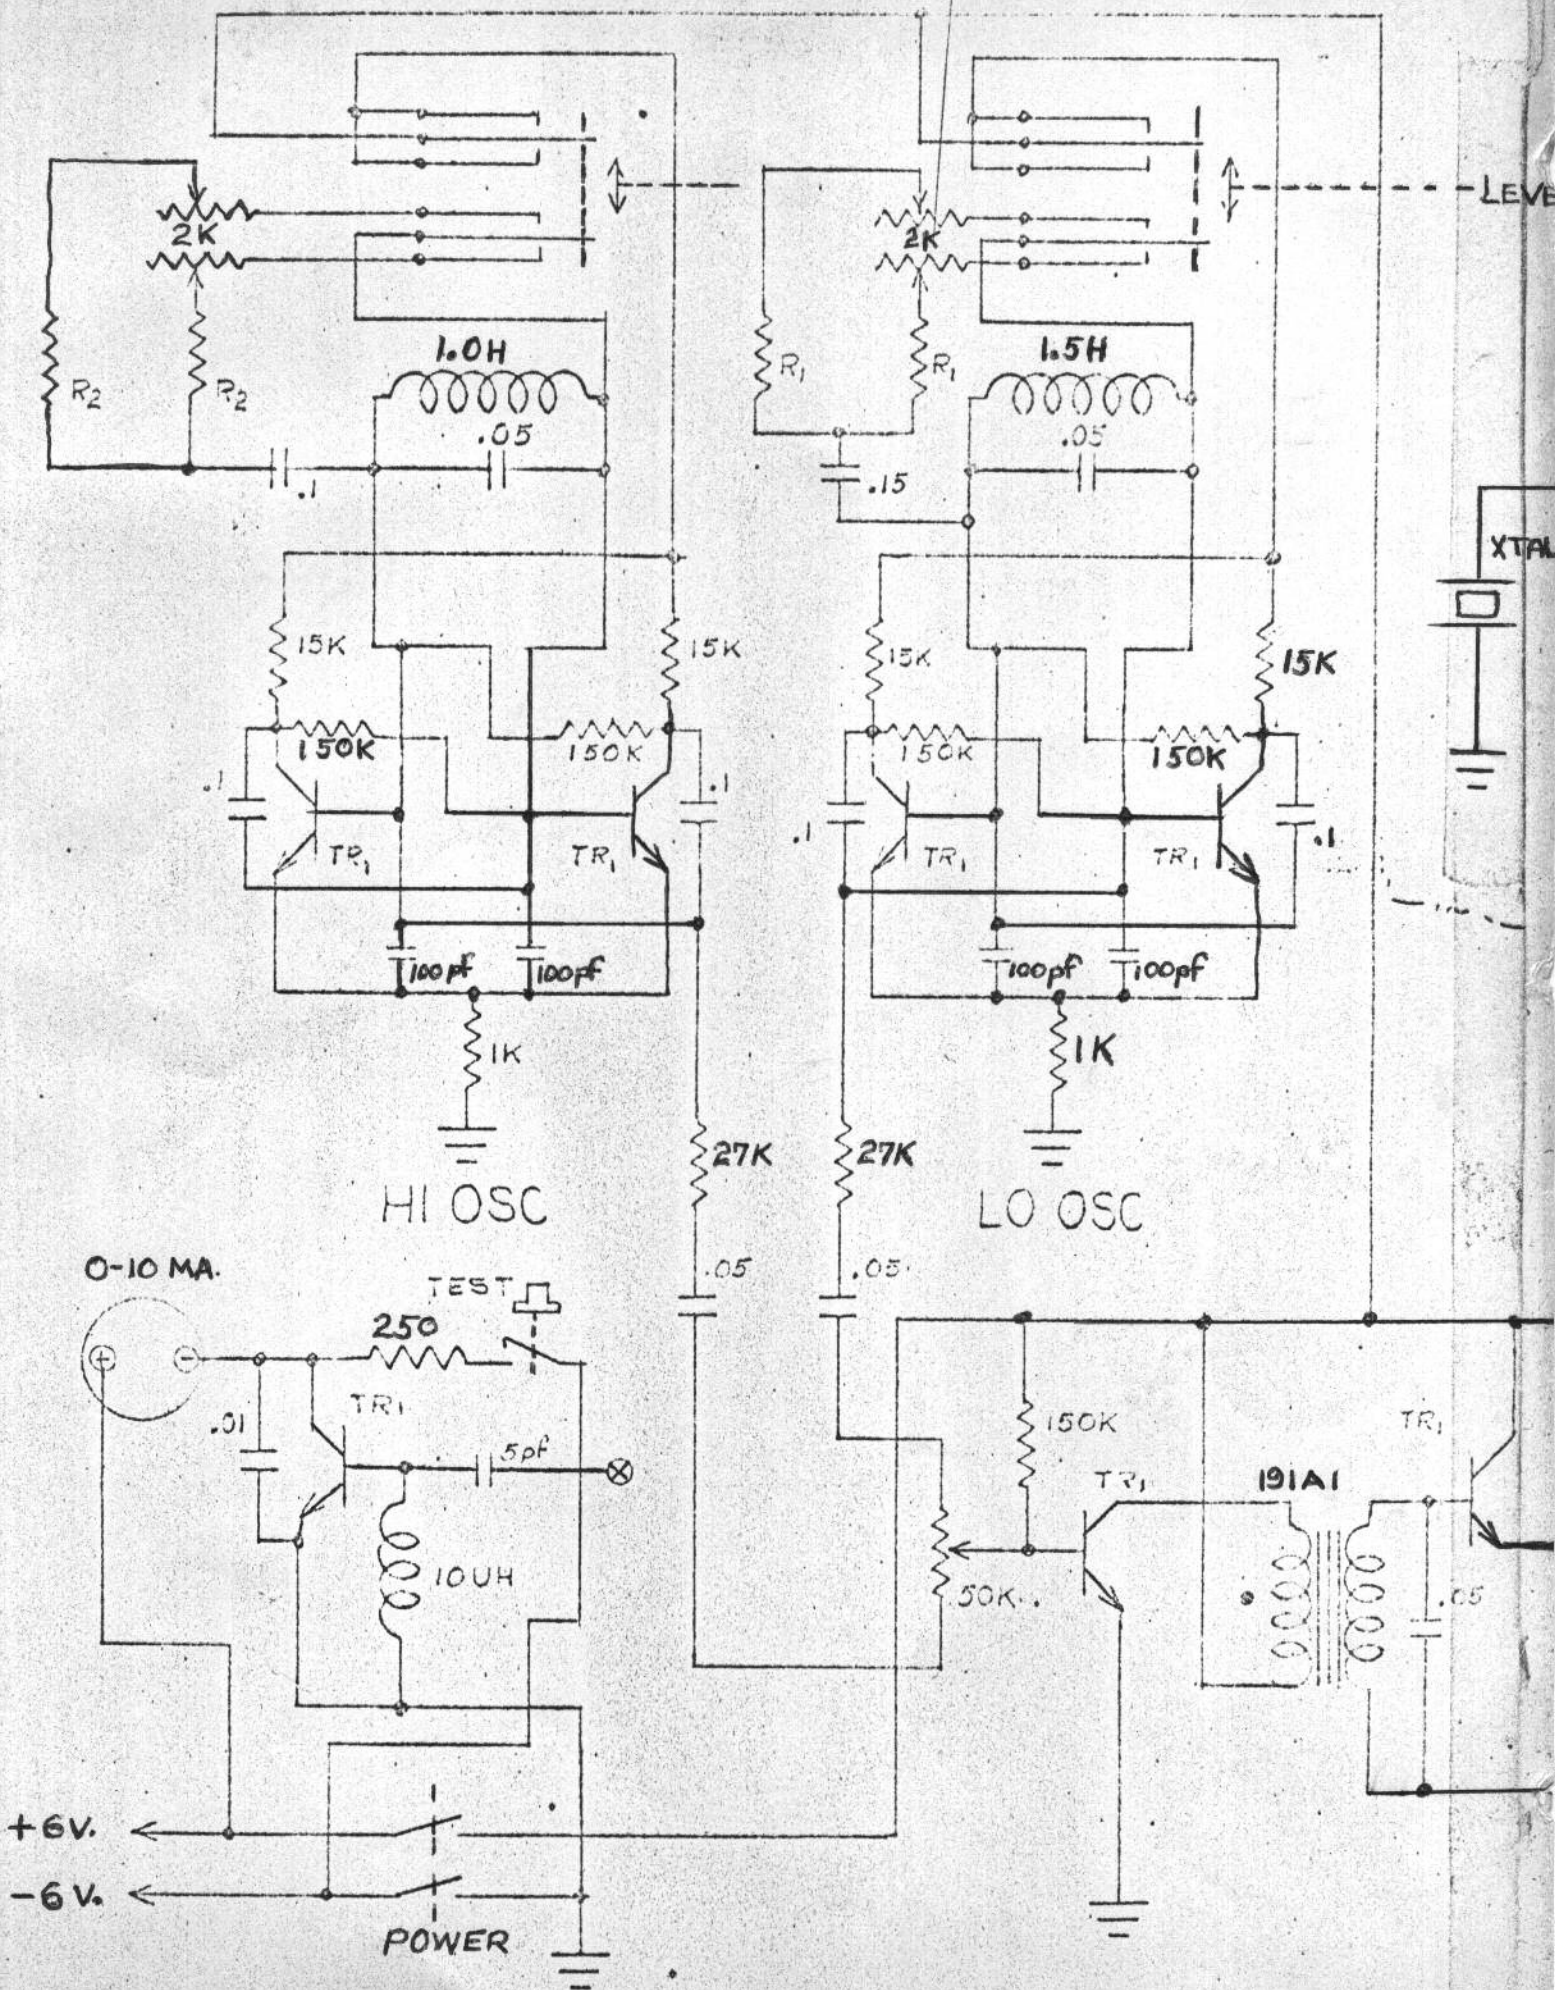 2K
2K
LEVE
R2
R2
1.0H
.05
.1
R1
R1
1.5H
.05
.15
XTAL
15K
15K
15K
15K
150K
150K
150K
150K
.1
.1
.1
.1
TR1
TR1
TR1
TR1
100pf
100pf
100pf
100pf
1K
1K
27K
27K
HI OSC
LO OSC
0-10 MA.
TEST
.05
.05
250
+
-
TR1
.01
5pf
150K
TR1
TR1
191A1
10UH
50K
.05
+6V.
-6V.
POWER